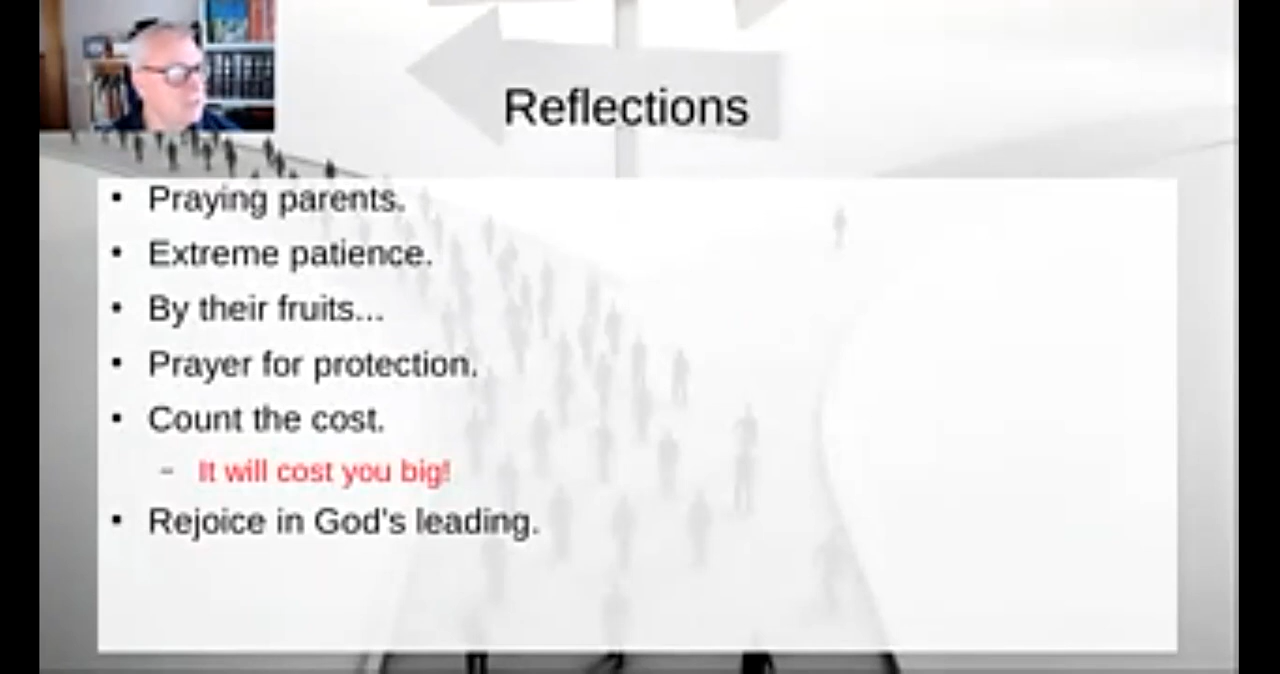 Reflections
• Praying parents.
• Extreme patience.
• By their fruits...
• Prayer for protection.
• Count the cost.
– It will cost you big!
• Rejoice in God's leading.